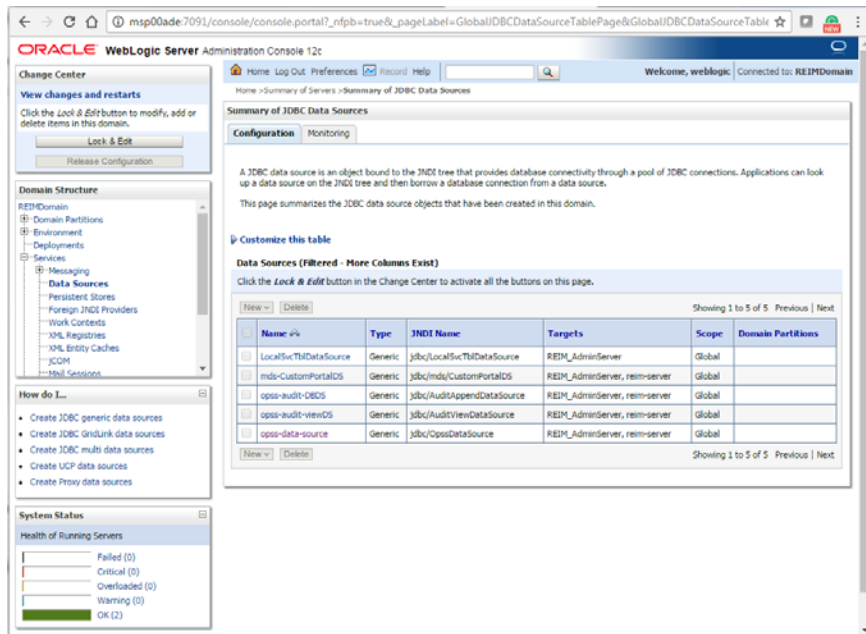 msp00ade:7091/console/console.portal?_nfpb=true&_pageLabel=GlobalJDBCDataSourceTablePage&GlobalJDBCDataSourceTable
NEW
ORACLE WebLogic Server Administration Console 12c
Change Center
View changes and restarts
Click the Lock & Edit button to modify, add or
delete items in this domain.
Lock & Edit
Release Configuration
Domain Structure
REIMDomain
Domain Partitions
Environment
Deployments
Services
Messaging
Data Sources
Persistent Stores
Foreign JNDI Providers
Work Contexts
XML Registries
XML Entity Caches
jCOM
Mail Sessions
How do I...
Create JDBC generic data sources
Create JDBC GridLink data sources
Create JDBC multi data sources
Create UCP data sources
Create Proxy data sources
System Status
Health of Running Servers
Failed (0)
Critical (0)
Overloaded (0)
Warning (0)
OK (2)
Home Log Out Preferences Record Help
Welcome, weblogic Connected to: REIMDomain
Home >Summary of Servers >Summary of JDBC Data Sources
Summary of JDBC Data Sources
Configuration Monitoring
A JDBC data source is an object bound to the JNDI tree that provides database connectivity through a pool of JDBC connections. Applications can look
up a data source on the JNDI tree and then borrow a database connection from a data source.
This page summarizes the JDBC data source objects that have been created in this domain.
Customize this table
Data Sources (Filtered - More Columns Exist)
Click the Lock & Edit button in the Change Center to activate all the buttons on this page.
New Delete Showing 1 to 5 of 5 Previous | Next
Name Type JNDI Name Targets Scope Domain Partitions
LocalSvcTblDataSource Generic jdbc/LocalSvcTblDataSource REIM_AdminServer Global
mds-CustomPortalDS Generic jdbc/mds/CustomPortalDS REIM_AdminServer, reim-server Global
opss-audit-DBDS Generic jdbc/AuditAppendDataSource REIM_AdminServer, reim-server Global
opss-audit-viewDS Generic jdbc/AuditViewDataSource REIM_AdminServer, reim-server Global
opss-data-source Generic jdbc/OpssDataSource REIM_AdminServer, reim-server Global
New Delete Showing 1 to 5 of 5 Previous | Next